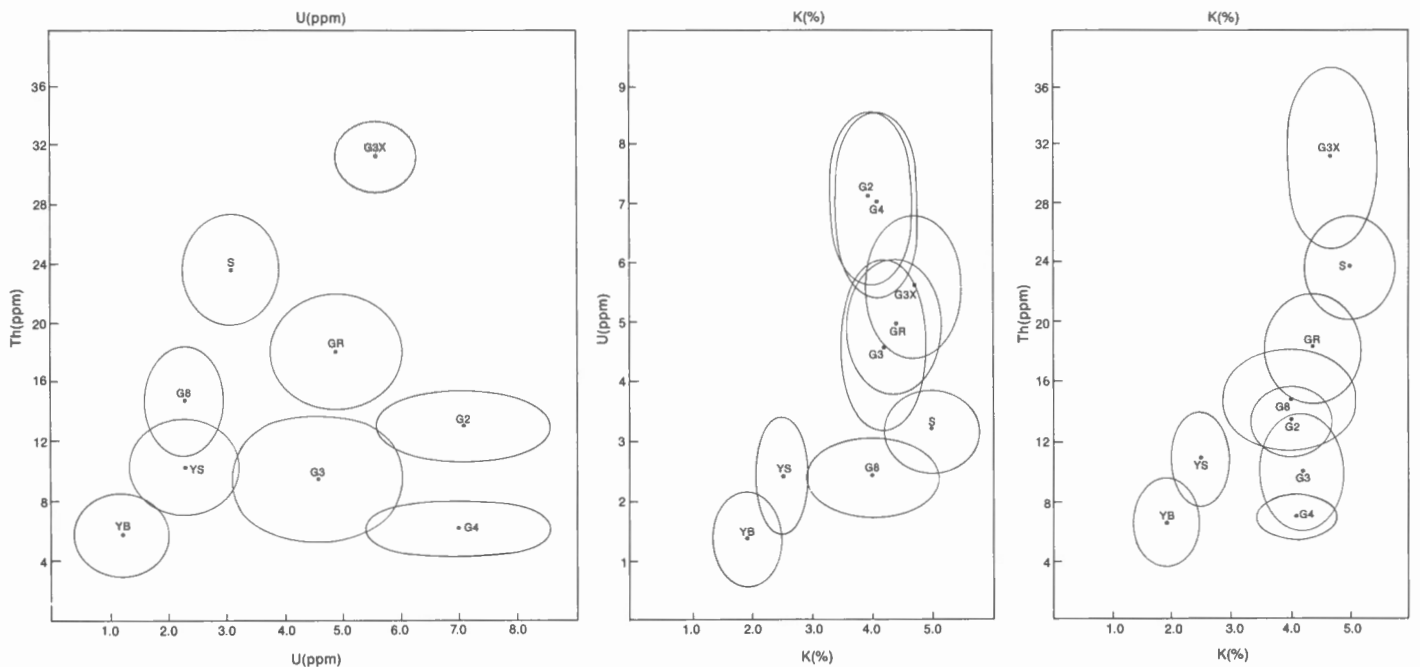 U(ppm)
36
32
28
24
20
16
12
8
4
Th(ppm)
G3X
S
GR
G8
G2
YS
G3
YB
G4
1.0 2.0 3.0 4.0 5.0 6.0 7.0 8.0
U(ppm)
K(%)
9
8
7
6
5
4
3
2
1
U(ppm)
G2
G4
G3X
GR
G3
S
YS
G8
YB
1.0 2.0 3.0 4.0 5.0
K(%)
K(%)
36
32
28
24
20
16
12
8
4
Th(ppm)
G3X
S
GR
G8
G2
YS
G3
YB
G4
1.0 2.0 3.0 4.0 5.0
K(%)